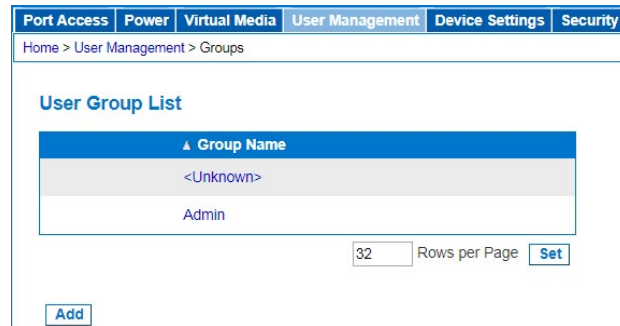 Port Access Power Virtual Media User Management Device Settings Security
Home > User Management > Groups
User Group List
▲ Group Name
<Unknown>
Admin
32 Rows per Page Set
Add